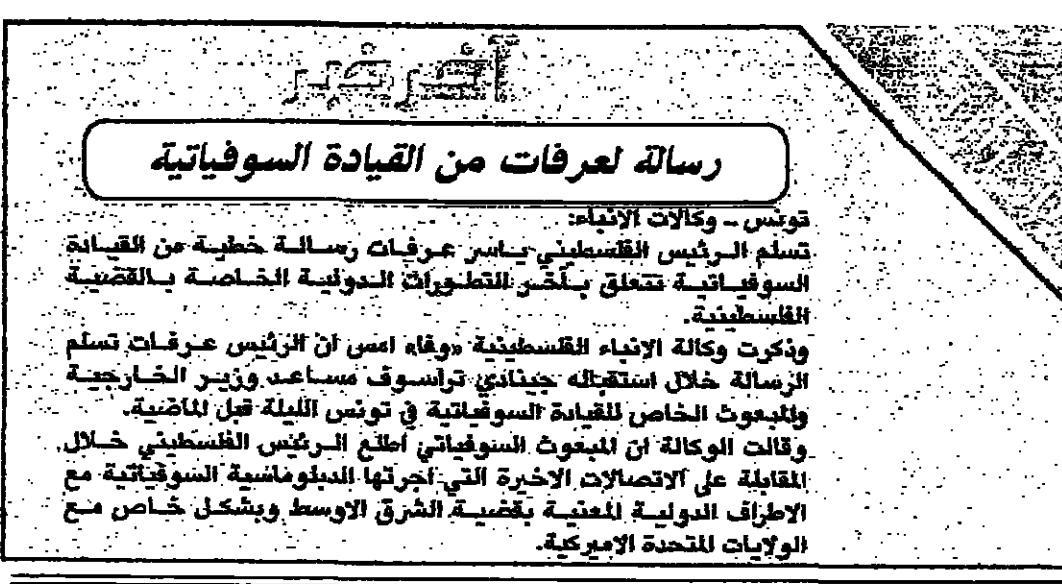 آخر خبر
رسالة لعرفات من القيادة السوفياتية
تونس ـ وكالات الانباء:
تسلم الرئيس الفلسطيني ياسر عرفات رسالة خطية من القيادة
السوفياتية تتعلق بآخر التطورات الدولية الخاصة بالقضية
الفلسطينية.
وذكرت وكالة الانباء الفلسطينية «وفا» امس ان الرئيس عرفات تسلم
الرسالة خلال استقباله جينادي تراسوف مساعد وزير الخارجية
والمبعوث الخاص للقيادة السوفياتية في تونس الليلة قبل الماضية.
وقالت الوكالة ان المبعوث السوفياتي اطلع الرئيس الفلسطيني خلال
المقابلة على الاتصالات الاخيرة التي اجرتها الدبلوماسية السوفياتية مع
الاطراف الدولية المعنية بقضية الشرق الاوسط وبشكل خاص مع
الولايات المتحدة الاميركية.